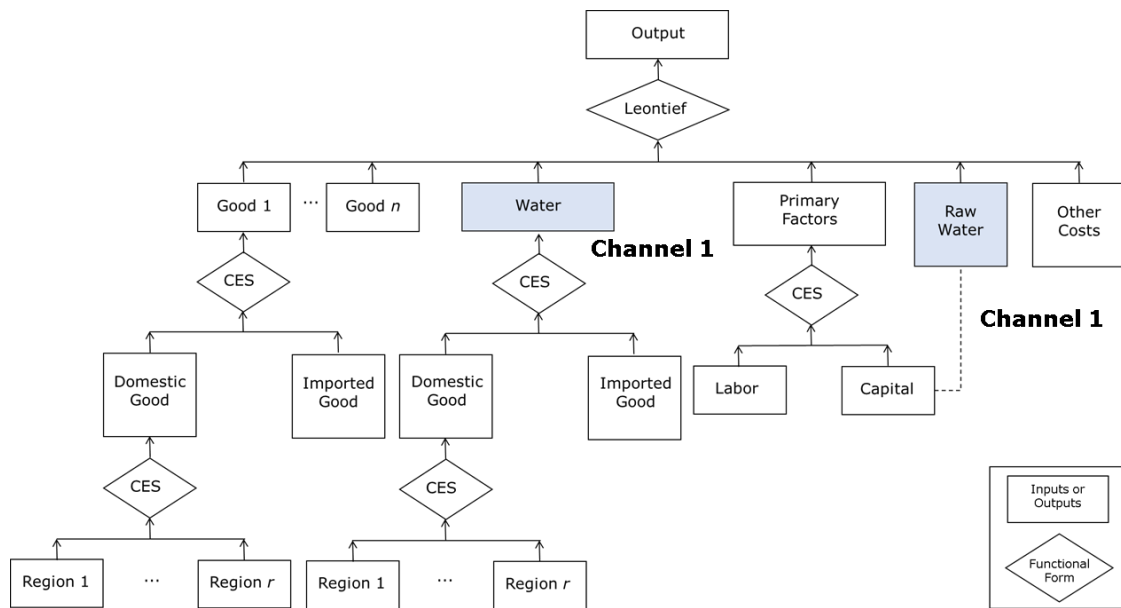 Output
Leontief
Good 1
...
Good n
Water
Primary
Factors
Raw
Water
Other
Costs
Channel 1
CES
CES
CES
Channel 1
Domestic
Good
Imported
Good
Domestic
Good
Imported
Good
Labor
Capital
CES
CES
Inputs or
Outputs
Functional
Form
Region 1
...
Region r
Region 1
...
Region r